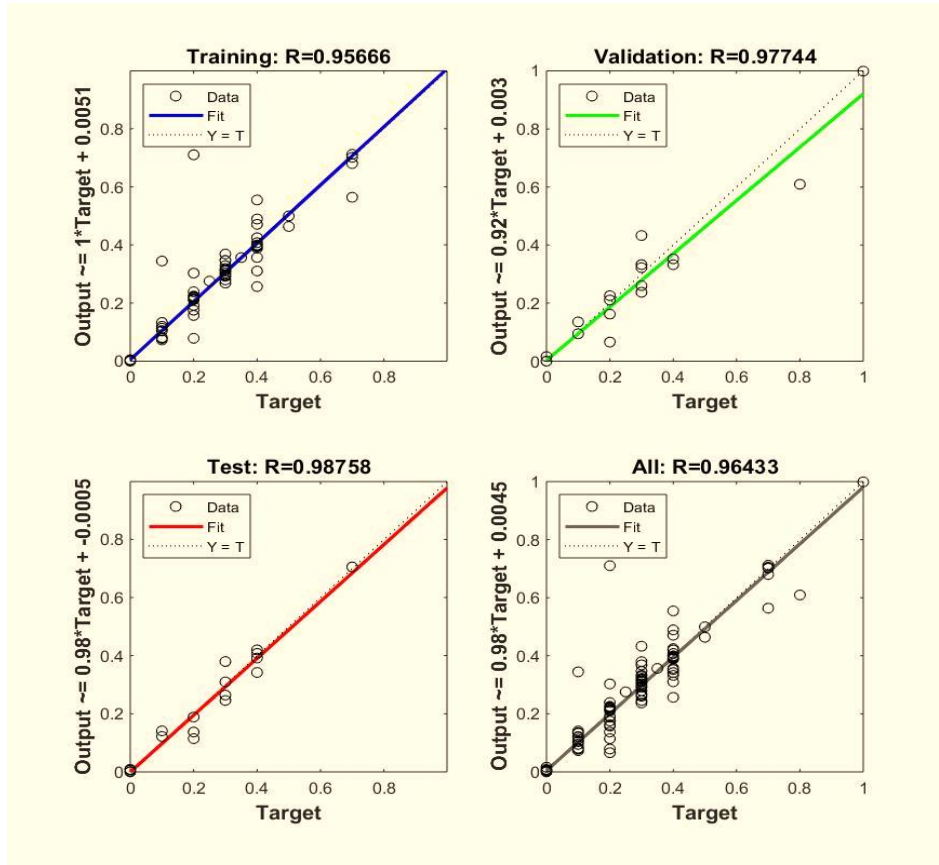 Training: R=0.95666
Output ~= 1*Target + 0.0051
Data
Fit
Y = T
0.8
0.6
0.4
0.2
0
0
0.2
0.4
0.6
0.8
Target
Validation: R=0.97744
Output ~= 0.92*Target + 0.003
Data
Fit
Y = T
1
0.8
0.6
0.4
0.2
0
0
0.2
0.4
0.6
0.8
1
Target
Test: R=0.98758
Output ~= 0.98*Target + -0.0005
Data
Fit
Y = T
0.8
0.6
0.4
0.2
0
0
0.2
0.4
0.6
0.8
Target
All: R=0.96433
Output ~= 0.98*Target + 0.0045
Data
Fit
Y = T
1
0.8
0.6
0.4
0.2
0
0
0.2
0.4
0.6
0.8
1
Target